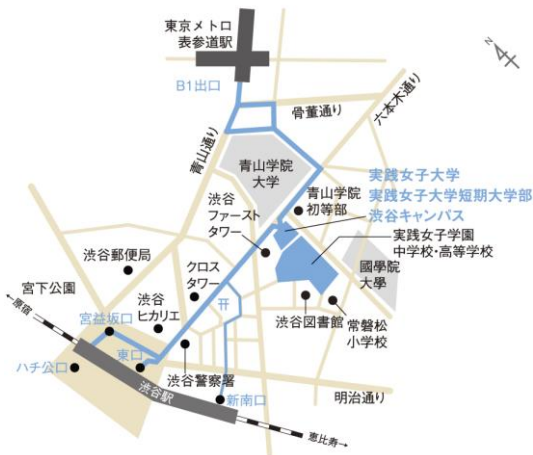 東京メトロ
表参道駅
N
B1出口
骨董通り
六本木通り
青山通り
青山学院
大学
実践女子大学
実践女子大学短期大学部
渋谷キャンパス
青山学院
初等部
渋谷
ファースト
タワー
実践女子学園
中学校・高等学校
國學院
大學
渋谷郵便局
クロス
タワー
宮下公園
渋谷
ヒカリエ
渋谷図書館
常磐松
小学校
←原宿
宮益坂口
東口
ハチ公口
渋谷警察署
渋谷駅
新南口
明治通り
恵比寿→